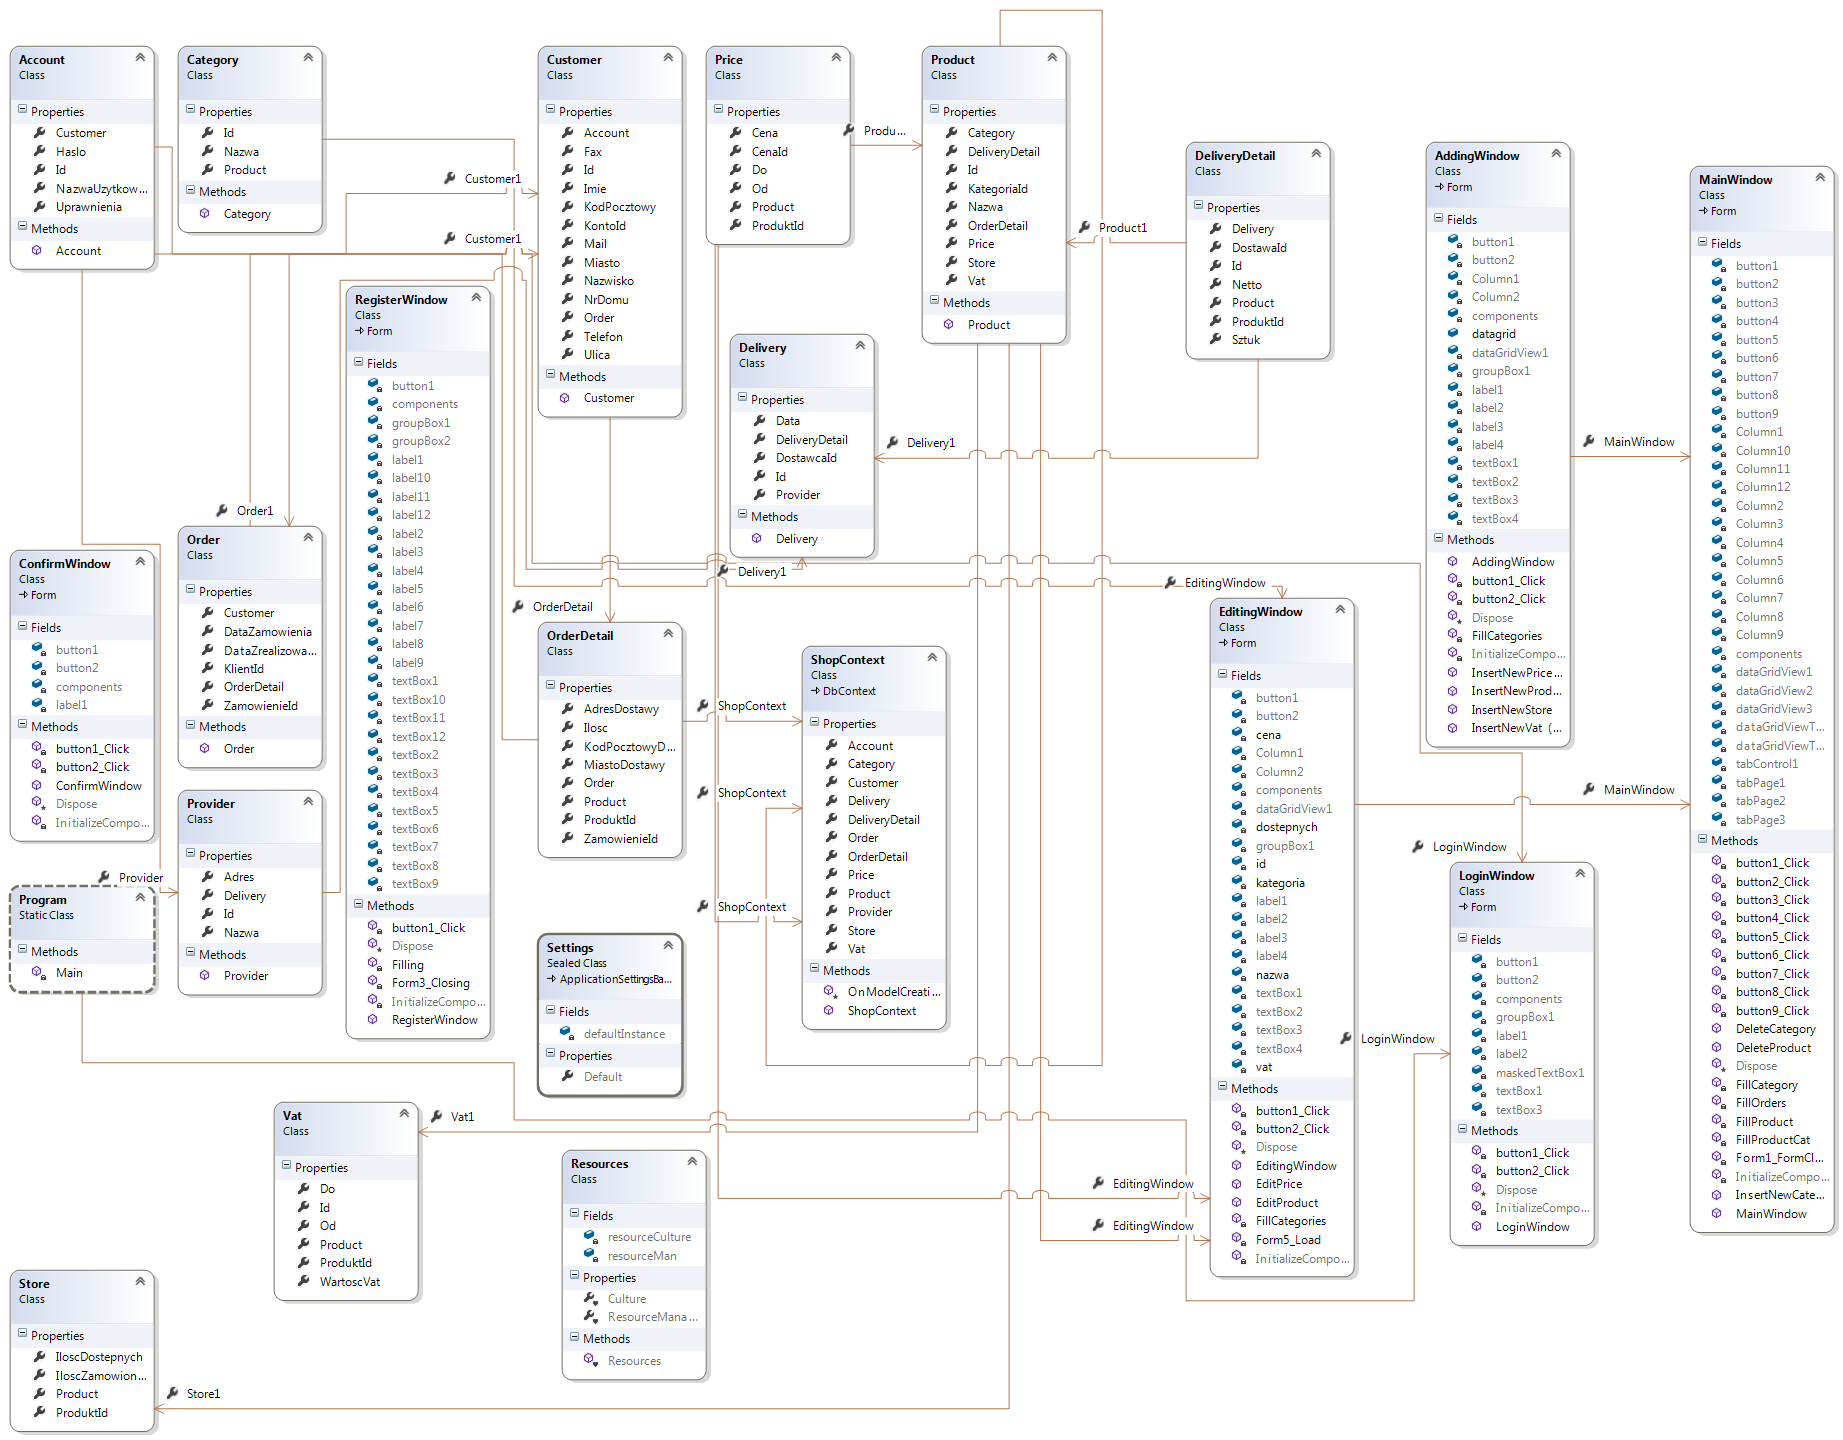 Account
Class
Properties
Customer
Haslo
Id
NazwaUzytkow...
Uprawnienia
Methods
Account
Category
Class
Properties
Id
Nazwa
Product
Methods
Category
Customer
Class
Properties
Account
Fax
Id
Imie
KodPocztowy
KontoId
Mail
Miasto
Nazwisko
NrDomu
Order
Telefon
Ulica
Methods
Customer
Price
Class
Properties
Cena
CenaId
Do
Od
Product
ProduktId
Produ...
Product
Class
Properties
Category
DeliveryDetail
Id
KategoriaId
Nazwa
OrderDetail
Price
Store
Vat
Methods
Product
Product1
DeliveryDetail
Class
Properties
Delivery
DostawaId
Id
Netto
Product
ProduktId
Sztuk
AddingWindow
Class
Form
Fields
button1
button2
Column1
Column2
components
datagrid
dataGridView1
groupBox1
label1
label2
label3
label4
textBox1
textBox2
textBox3
textBox4
Methods
AddingWindow
button1_Click
button2_Click
Dispose
FillCategories
InitializeCompo...
InsertNewPrice...
InsertNewProd...
InsertNewStore
InsertNewVat (...
MainWindow
MainWindow
Class
Form
Fields
button1
button2
button3
button4
button5
button6
button7
button8
button9
Column1
Column10
Column11
Column12
Column2
Column3
Column4
Column5
Column6
Column7
Column8
Column9
components
dataGridView1
dataGridView2
dataGridView3
dataGridViewT...
dataGridViewT...
tabControl1
tabPage1
tabPage2
tabPage3
Methods
button1_Click
button2_Click
button3_Click
button4_Click
button5_Click
button6_Click
button7_Click
button8_Click
button9_Click
DeleteCategory
DeleteProduct
Dispose
FillCategory
FillOrders
FillProduct
FillProductCat
Form1_FormCl...
InitializeCompo...
InsertNewCate...
MainWindow
Customer1
Customer1
RegisterWindow
Class
Form
Fields
button1
components
groupBox1
groupBox2
label1
label10
label11
label12
label2
label3
label4
label5
label6
label7
label8
label9
textBox1
textBox10
textBox11
textBox12
textBox2
textBox3
textBox4
textBox5
textBox6
textBox7
textBox8
textBox9
Methods
button1_Click
Dispose
Filling
Form3_Closing
InitializeCompo...
RegisterWindow
Delivery
Class
Properties
Data
DeliveryDetail
DostawcaId
Id
Provider
Methods
Delivery
Delivery1
Delivery1
Order1
Order
Class
Properties
Customer
DataZamowienia
DataZrealizowa...
KlientId
OrderDetail
ZamowienieId
Methods
Order
ConfirmWindow
Class
Form
Fields
button1
button2
components
label1
Methods
button1_Click
button2_Click
ConfirmWindow
Dispose
InitializeCompo...
OrderDetail
OrderDetail
Class
Properties
AdresDostawy
Ilosc
KodPocztowyD...
MiastoDostawy
Order
Product
ProduktId
ZamowienieId
ShopContext
ShopContext
ShopContext
ShopContext
Class
DbContext
Properties
Account
Category
Customer
Delivery
DeliveryDetail
Order
OrderDetail
Price
Product
Provider
Store
Vat
Methods
OnModelCreati...
ShopContext
EditingWindow
EditingWindow
Class
Form
Fields
button1
button2
cena
Column1
Column2
components
dataGridView1
dostepnych
groupBox1
id
kategoria
label1
label2
label3
label4
nazwa
textBox1
textBox2
textBox3
textBox4
vat
Methods
button1_Click
button2_Click
Dispose
EditingWindow
EditPrice
EditProduct
FillCategories
Form5_Load
InitializeCompo...
MainWindow
LoginWindow
LoginWindow
LoginWindow
Class
Form
Fields
button1
button2
components
groupBox1
label1
label2
maskedTextBox1
textBox1
textBox3
Methods
button1_Click
button2_Click
Dispose
InitializeCompo...
LoginWindow
Provider
Provider
Class
Properties
Adres
Delivery
Id
Nazwa
Methods
Provider
Program
Static Class
Methods
Main
Settings
Sealed Class
ApplicationSettingsBa...
Fields
defaultInstance
Properties
Default
Vat
Class
Properties
Do
Id
Od
Product
ProduktId
WartoscVat
Vat1
Resources
Class
Fields
resourceCulture
resourceMan
Properties
Culture
ResourceMana...
Methods
Resources
EditingWindow
EditingWindow
Store
Class
Properties
IloscDostepnych
IloscZamowion...
Product
ProduktId
Store1